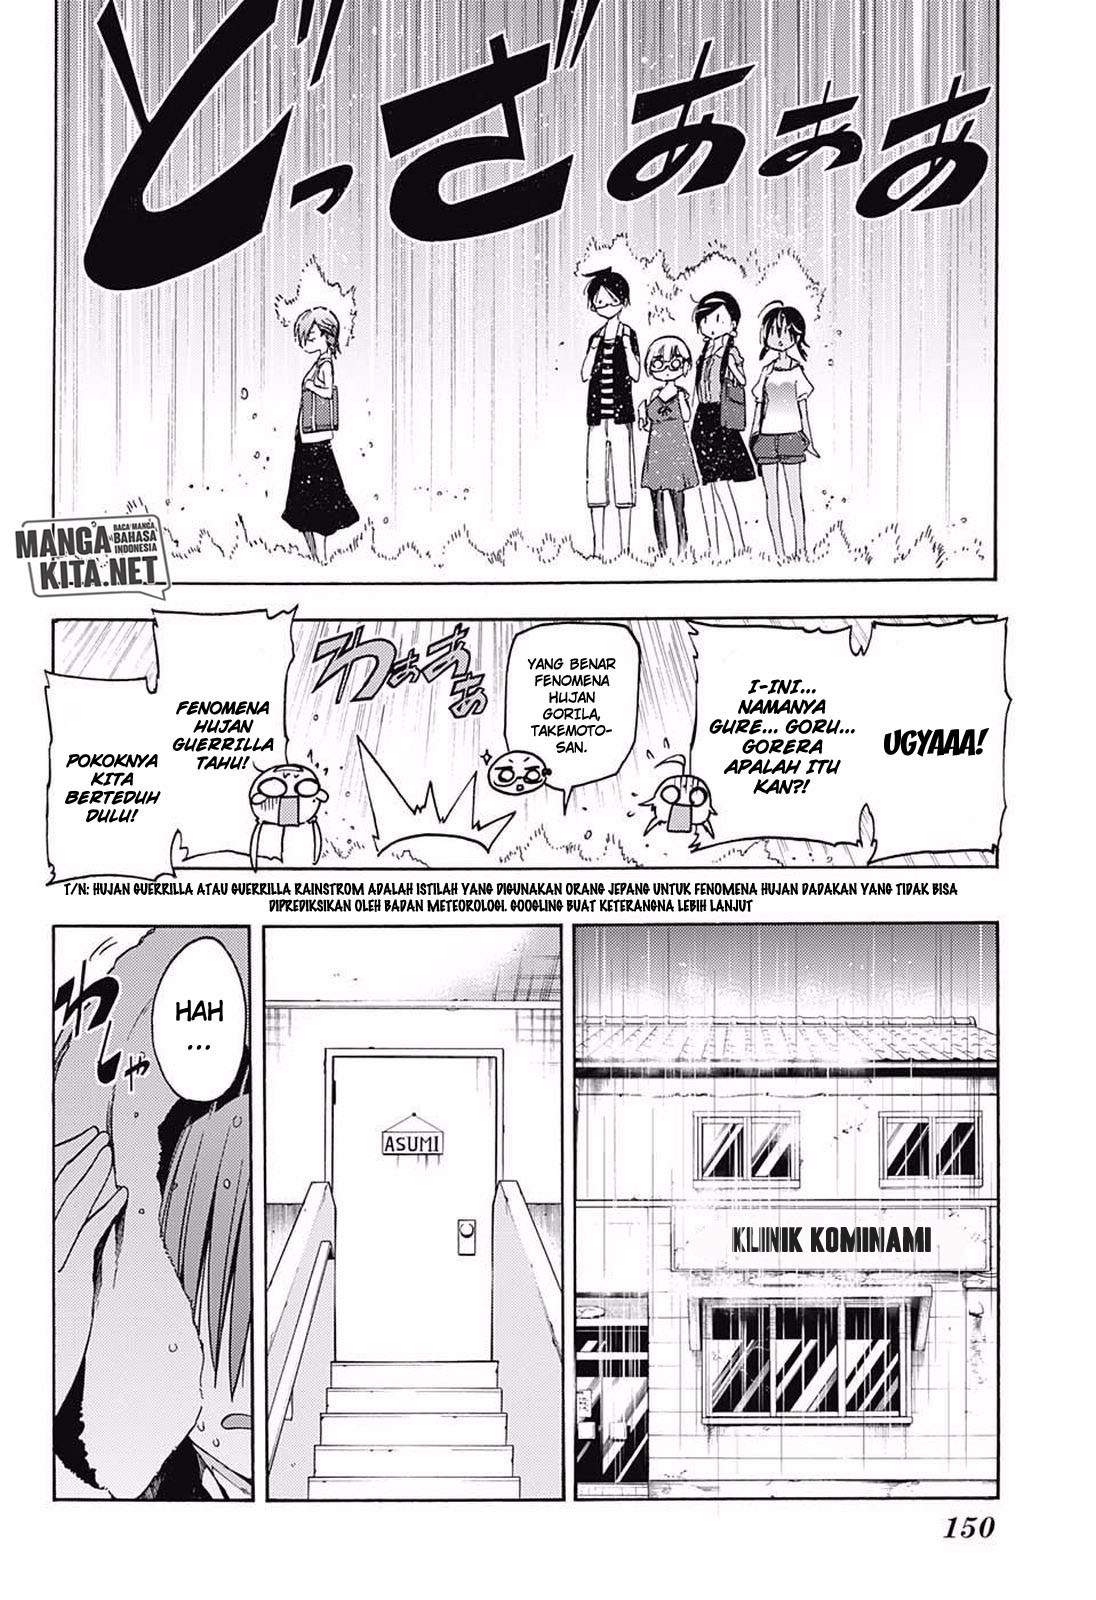 どっざぁぁぁあ
MANGA
KITA.NET
BACA MANGA
BAHASA
INDONESIA
UGYAAA!
I-INI...
NAMANYA
GURE... GORU...
GORERA
APALAH ITU
KAN?!
YANG BENAR
FENOMENA
HUJAN
GORILA,
TAKEMOTO-
SAN.
わぁぁぁ
FENOMENA
HUJAN
GUERRILLA
TAHU!
POKOKNYA
KITA
BERTEDUH
DULU!
T/N: HUJAN GUERRILLA ATAU GUERRILLA RAINSTROM ADALAH ISTILAH YANG DIGUNAKAN ORANG JEPANG UNTUK FENOMENA HUJAN DADAKAN YANG TIDAK BISA
DIPREDIKSIKAN OLEH BADAN METEOROLOGI. GOOGLING BUAT KETERANGNA LEBIH LANJUT
KLINIK KOMINAMI
ASUMI
HAH
...
150